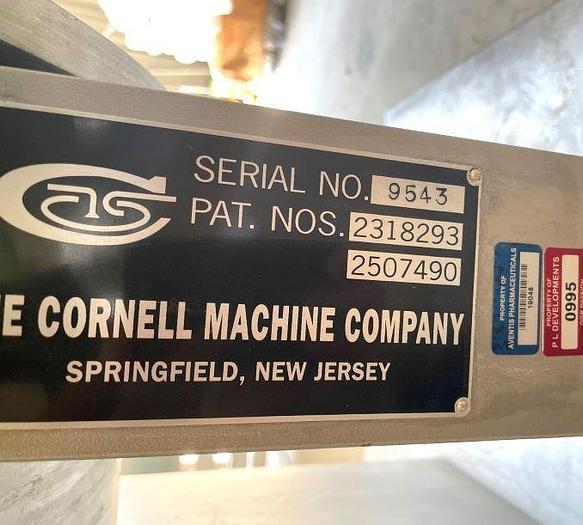 SERIAL NO. 9543
PAT. NOS. 2318293
2507490
E CORNELL MACHINE COMPANY
SPRINGFIELD, NEW JERSEY
PROPERTY OF
AVENTIS PHARMACEUTICALS
19048
PROPERTY OF
P L DEVELOPMENTS
0995